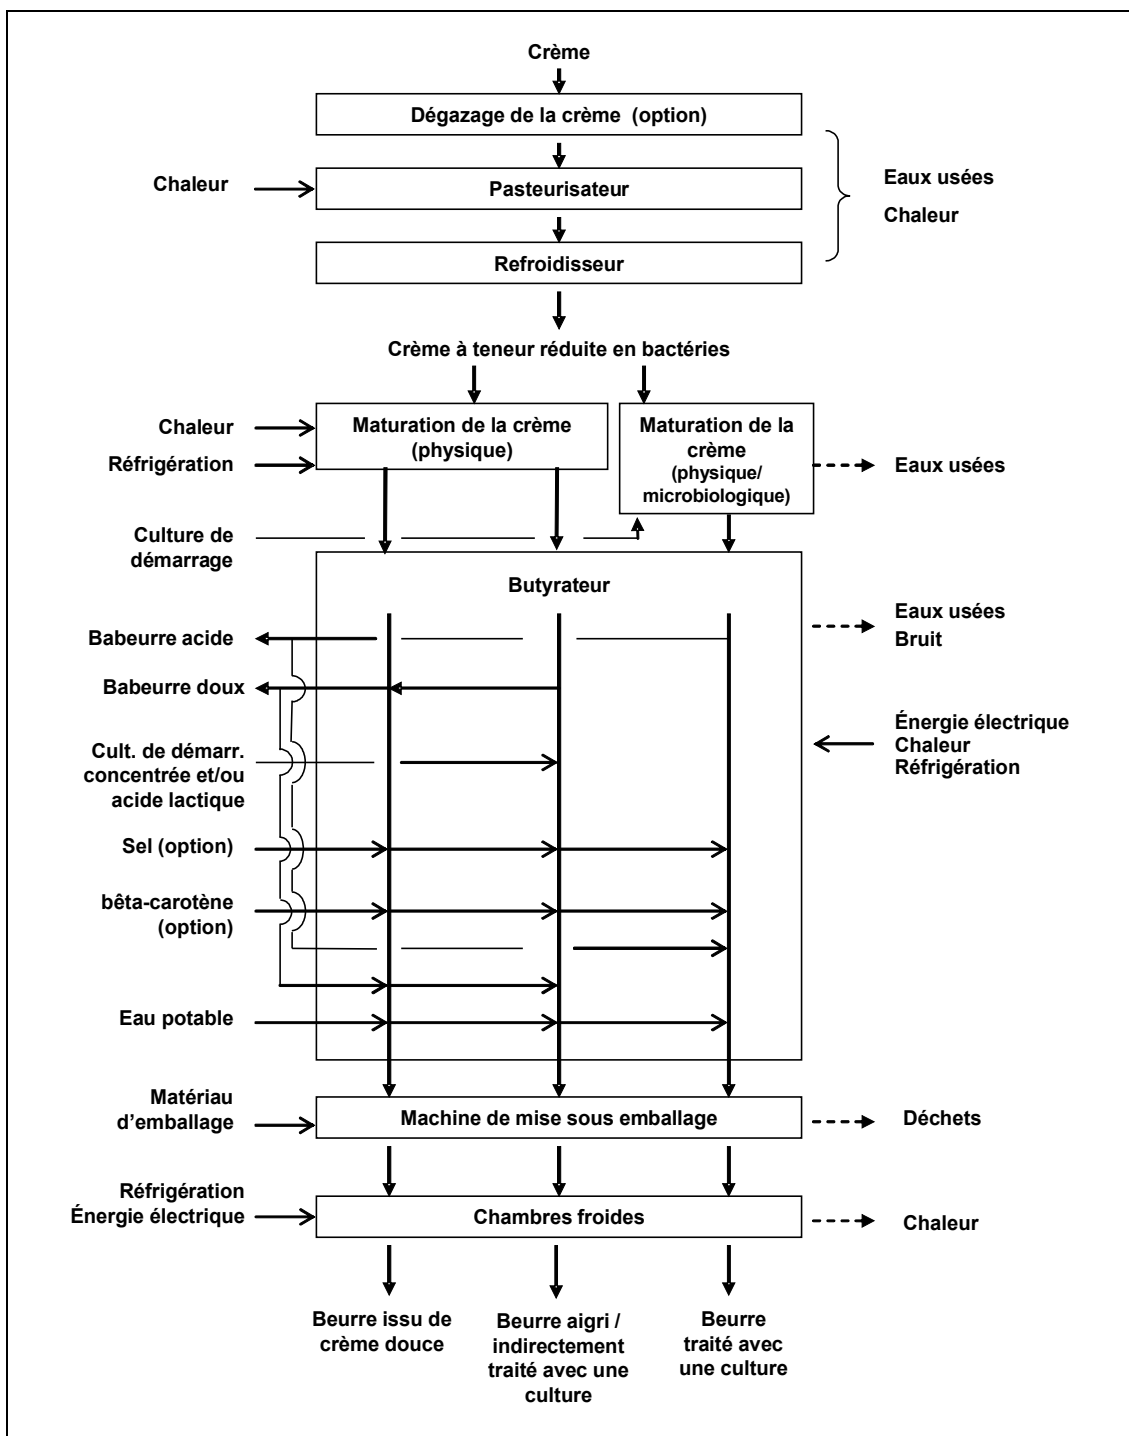 Crème
Dégazage de la crème (option)
Chaleur
Pasteurisateur
Eaux usées
Chaleur
Refroidisseur
Crème à teneur réduite en bactéries
Chaleur
Réfrigération
Maturation de la crème
(physique)
Maturation de la
crème
(physique/
microbiologique)
Eaux usées
Culture de
démarrage
Butyrateur
Eaux usées
Bruit
Babeurre acide
Babeurre doux
Énergie électrique
Chaleur
Réfrigération
Cult. de démarr.
concentrée et/ou
acide lactique
Sel (option)
bêta-carotène
(option)
Eau potable
Matériau
d’emballage
Machine de mise sous emballage
Déchets
Réfrigération
Énergie électrique
Chambres froides
Chaleur
Beurre issu de
crème douce
Beurre aigri /
indirectement
traité avec une
culture
Beurre
traité avec
une culture